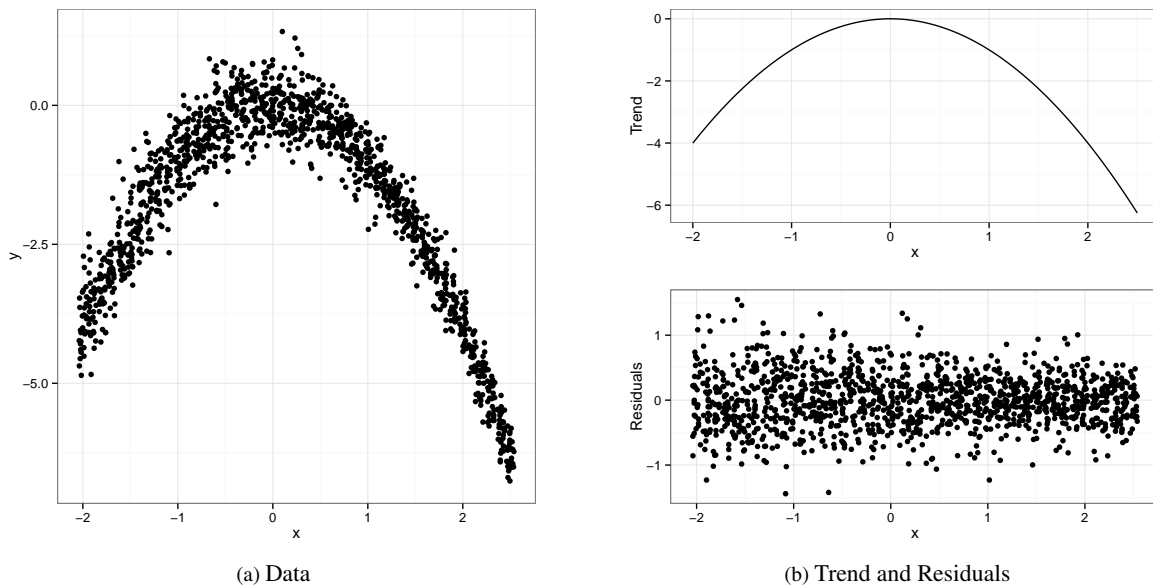 0.0
−2.5
−5.0
y
−2 −1 0 1 2
x
(a) Data
0
−2
−4
−6
Trend
−2 −1 0 1 2
x
1
0
−1
Residuals
−2 −1 0 1 2
x
(b) Trend and Residuals